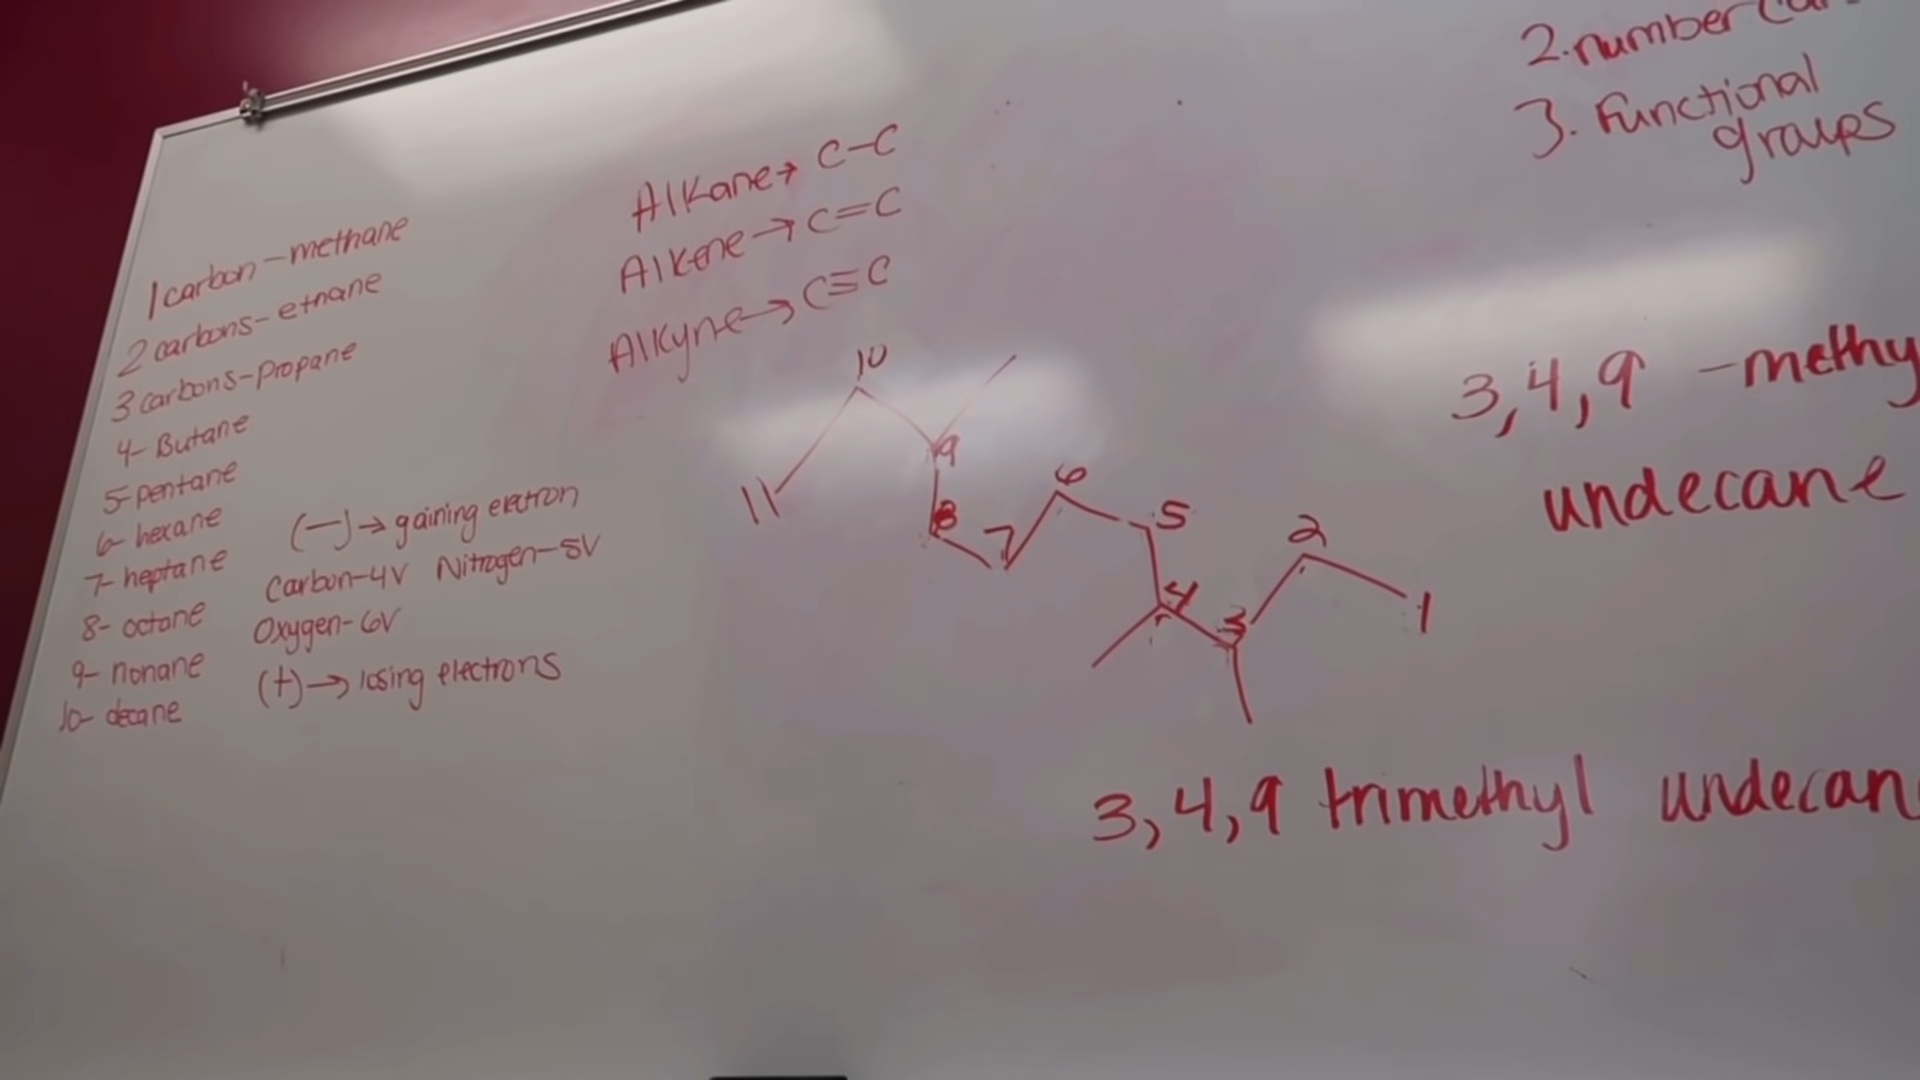 1 carbon - methane
2 carbons - ethane
3 carbons - Propane
4 - Butane
5 - pentane
6 - hexane
7 - heptane
8 - octane
9 - nonane
10 - decane
(—) → gaining electron
Carbon - 4V Nitrogen - 5V
Oxygen - 6V
(+) → losing electrons
Alkane → C-C
Alkene → C=C
Alkyne → C≡C
10
9
11
8
7
6
5
4
3
2
1
2. number
3. Functional
groups
3,4,9 - methy
undecane
3,4,9 trimethyl undecan